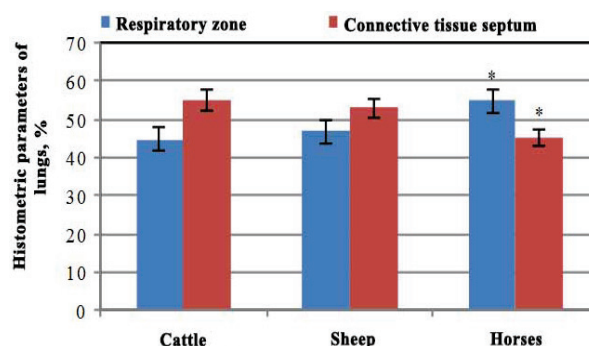 Respiratory zone
Connective tissue septum
Histometric parameters of
lungs, %
70
60
50
40
30
20
10
0
*
*
Cattle
Sheep
Horses